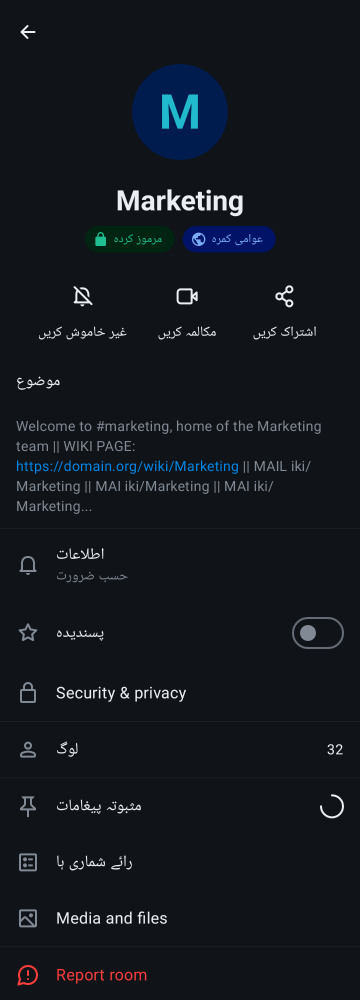 M
Marketing
مرموز کردہ
عوامی کمرہ
غیر خاموش کریں
مکالمہ کریں
اشتراک کریں
موضوع
Welcome to #marketing, home of the Marketing
team || WIKI PAGE:
https://domain.org/wiki/Marketing || MAIL iki/
Marketing || MAI iki/Marketing || MAI iki/
Marketing...
اطلاعات
حسب ضرورت
پسندیدہ
Security & privacy
لوگ
32
مثبوتہ پیغامات
رائے شماری ہا
Media and files
Report room